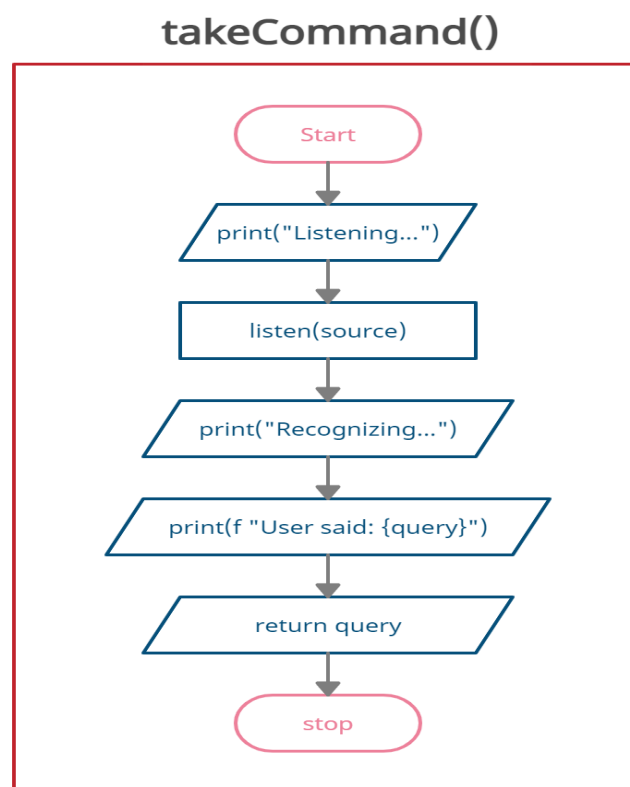 takeCommand()
Start
print("Listening...")
listen(source)
print("Recognizing...")
print(f "User said: {query}")
return query
stop